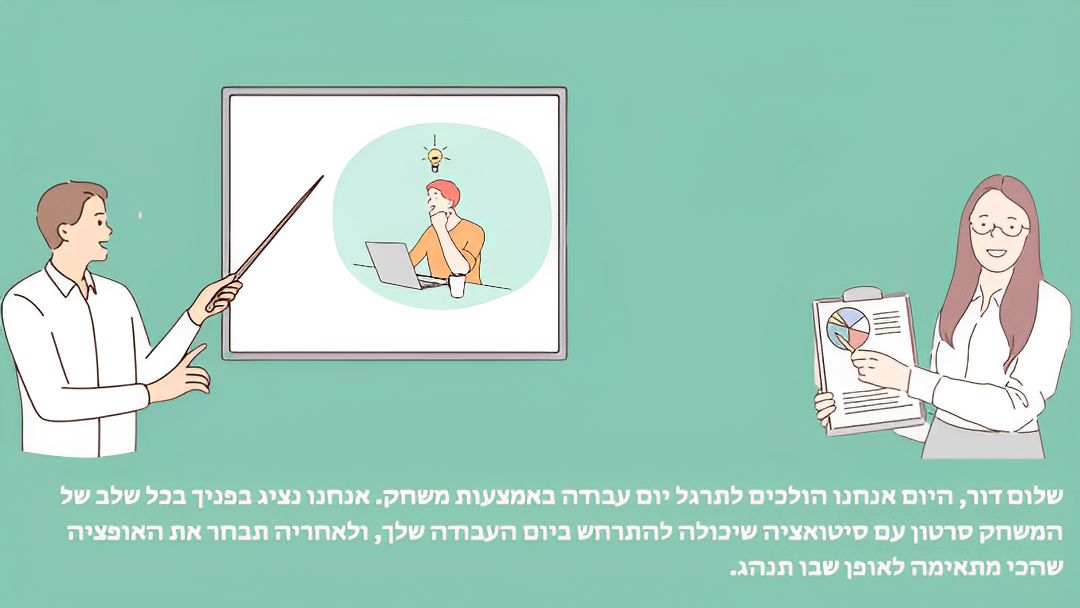 שלום דור, היום אנחנו הולכים לתרגל יום עבודה באמצעות משחק. אנחנו נציג בפניך בכל שלב של
המשחק סרטון עם סיטואציה שיכולה להתרחש ביום העבודה שלך, ולאחריה תבחר את האופציה
שהכי מתאימה לאופן שבו תנהג.